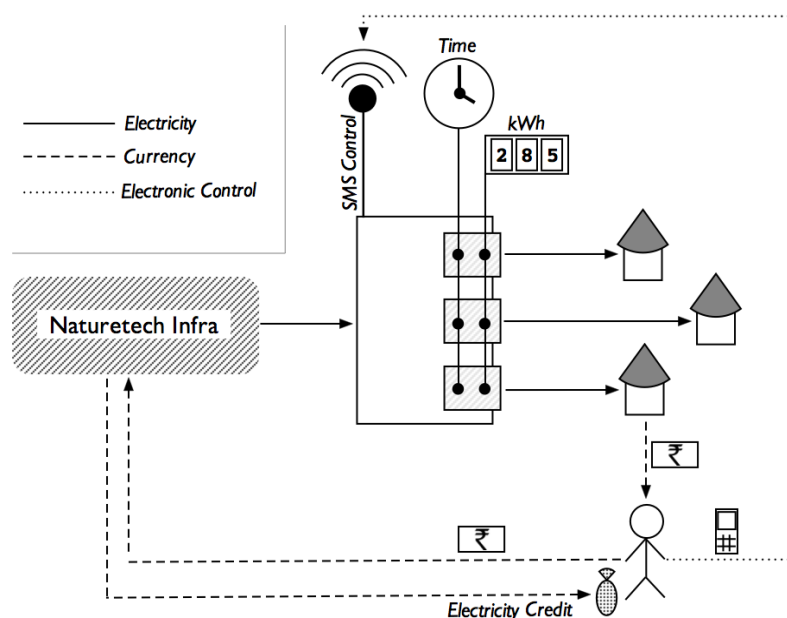 Time
kWh
2 8 5
SMS Control
Electricity
Currency
Electronic Control
Naturetech Infra
₹
₹
Electricity Credit